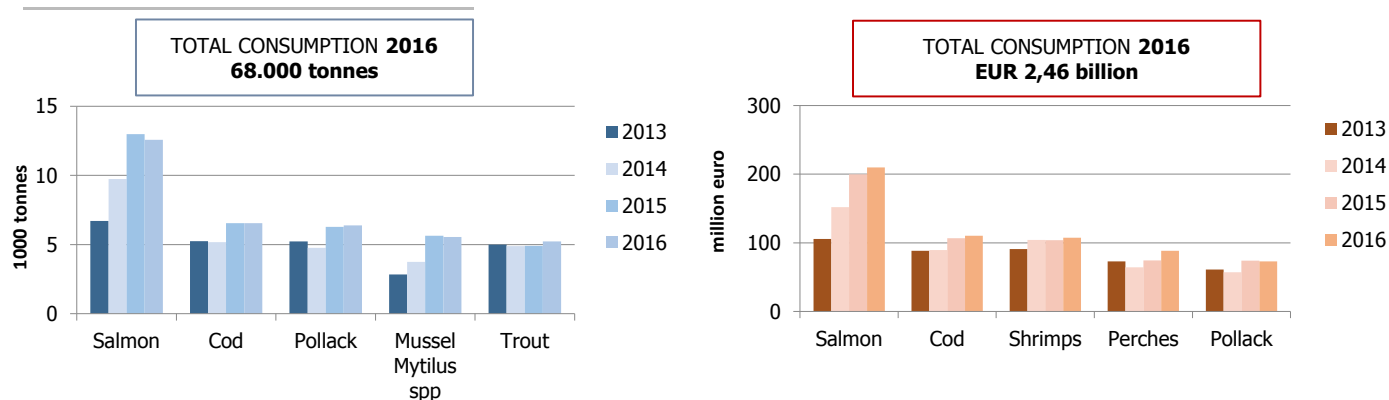 TOTAL CONSUMPTION 2016
68.000 tonnes
15
10
5
0
1000 tonnes
Salmon
Cod
Pollack
Mussel
Mytilus
spp
Trout
2013
2014
2015
2016
TOTAL CONSUMPTION 2016
EUR 2,46 billion
300
200
100
0
million euro
Salmon
Cod
Shrimps
Perches
Pollack
2013
2014
2015
2016